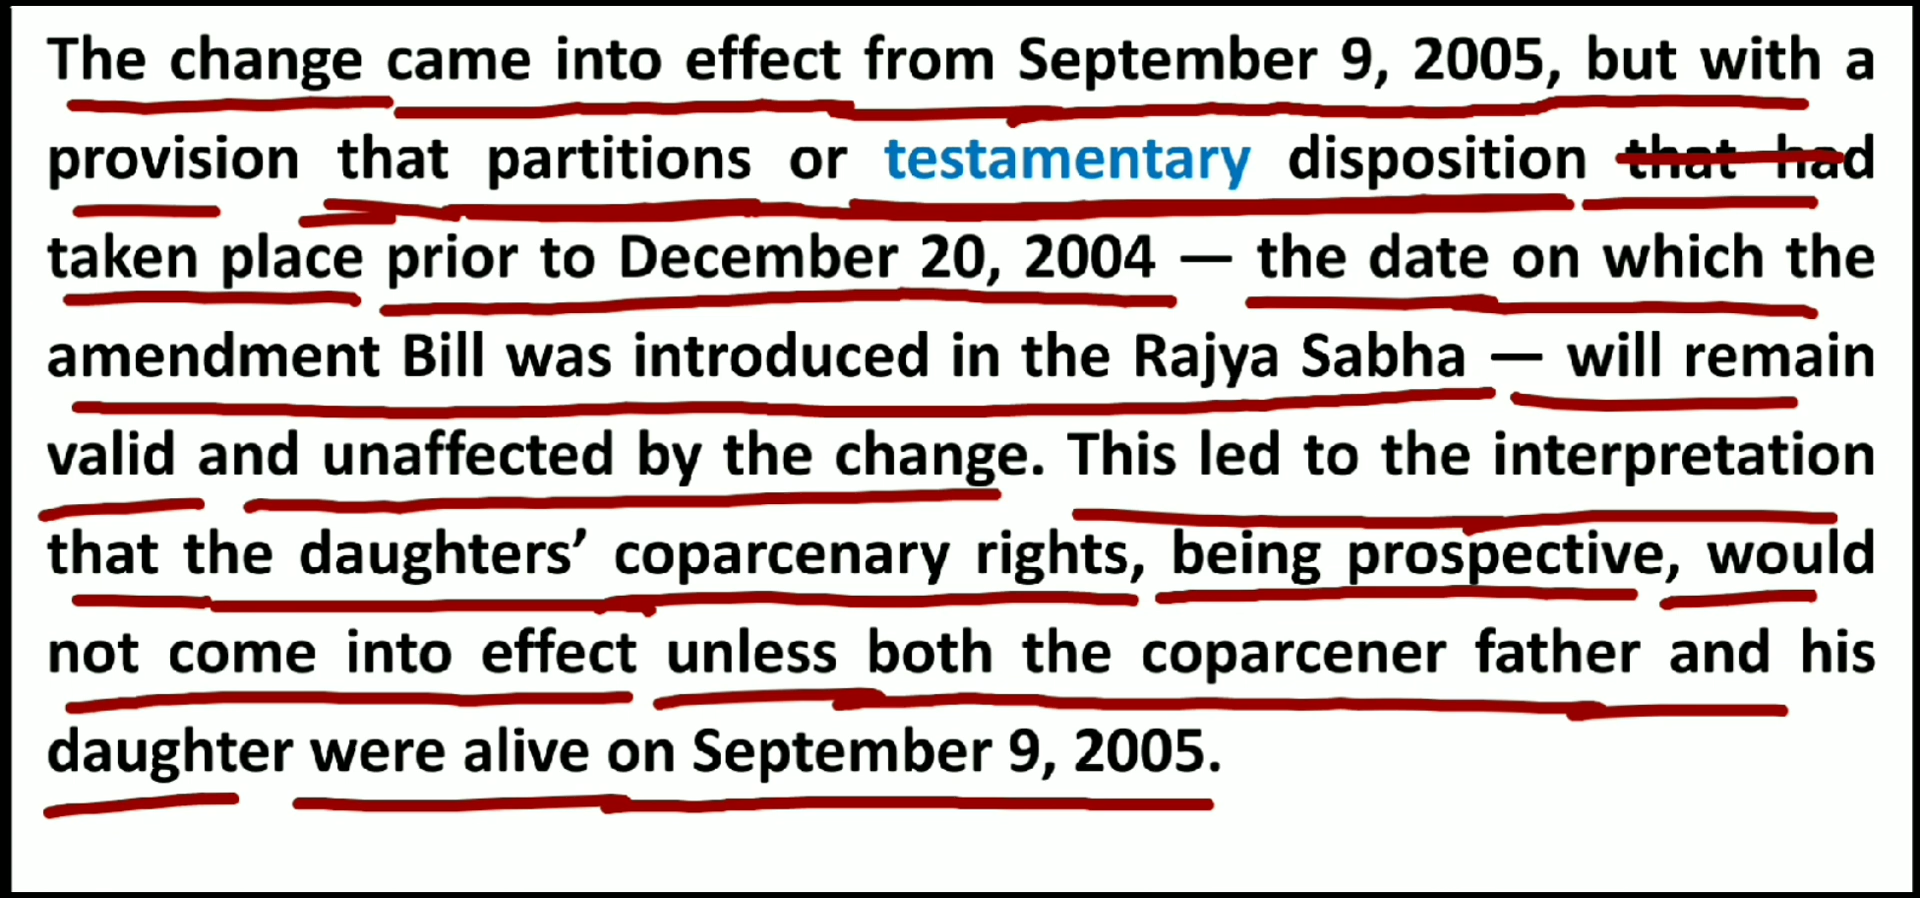 The change came into effect from September 9, 2005, but with a
provision that partitions or testamentary disposition that had
taken place prior to December 20, 2004 — the date on which the
amendment Bill was introduced in the Rajya Sabha — will remain
valid and unaffected by the change. This led to the interpretation
that the daughters’ coparcenary rights, being prospective, would
not come into effect unless both the coparcener father and his
daughter were alive on September 9, 2005.